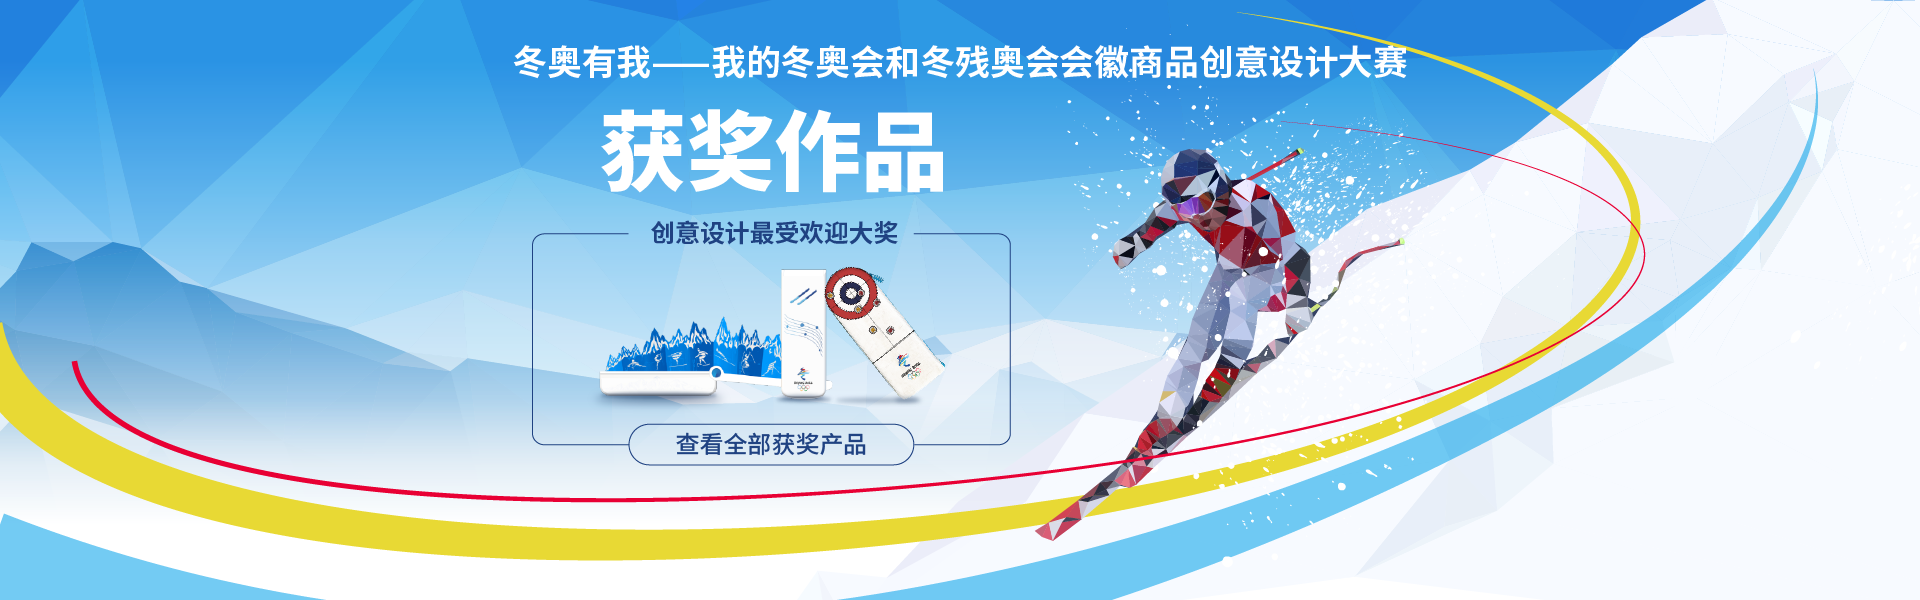 冬奥有我——我的冬奥会和冬残奥会会徽商品创意设计大赛
获奖作品
创意设计最受欢迎大奖
查看全部获奖产品